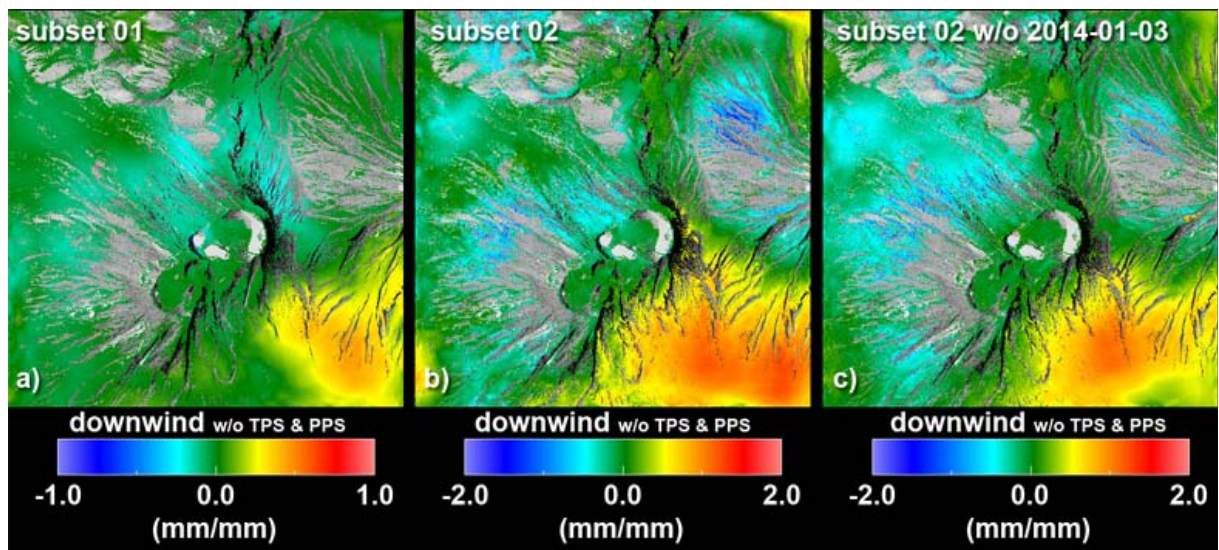 subset 01
subset 02
subset 02 w/o 2014-01-03
a)
b)
c)
downwind w/o TPS & PPS
downwind w/o TPS & PPS
downwind w/o TPS & PPS
-1.0 0.0 1.0
-2.0 0.0 2.0
-2.0 0.0 2.0
(mm/mm)
(mm/mm)
(mm/mm)